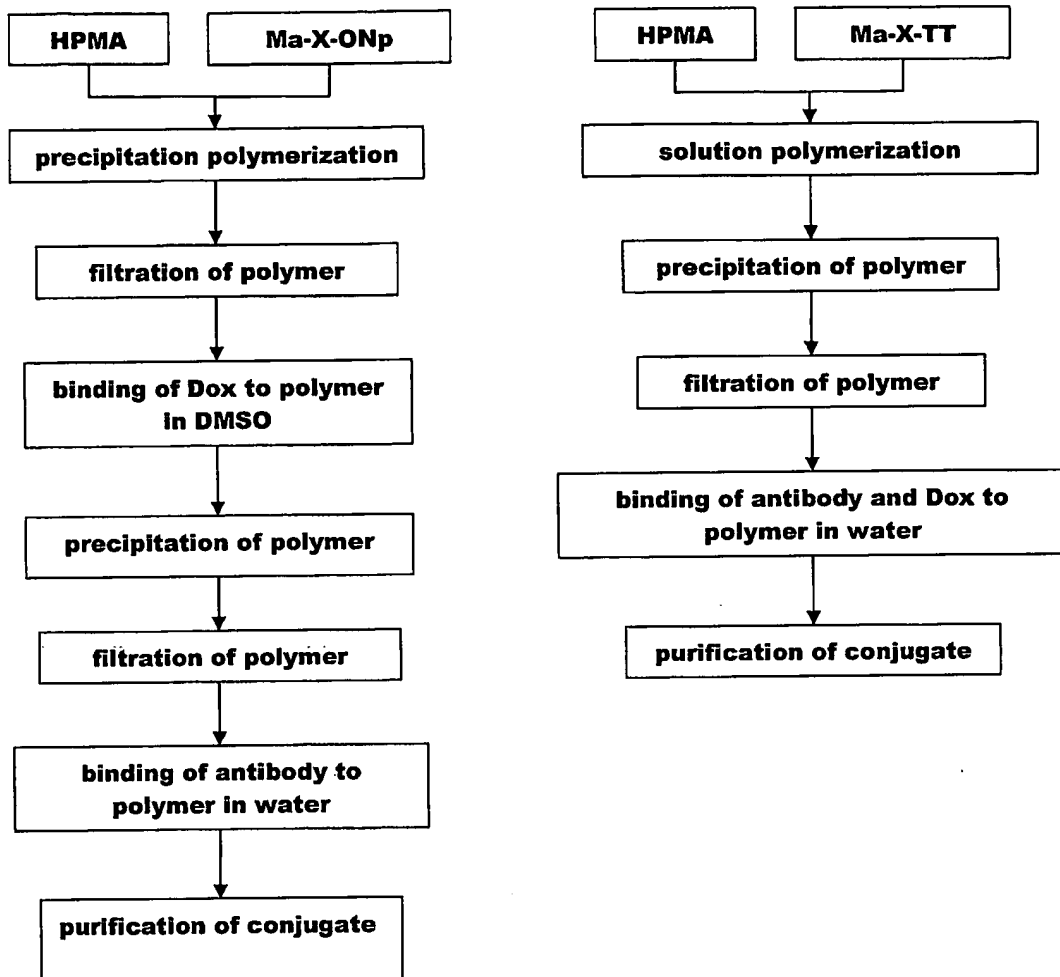 HPMA
Ma-X-ONp
precipitation polymerization
filtration of polymer
binding of Dox to polymer
in DMSO
precipitation of polymer
filtration of polymer
binding of antibody to
polymer in water
purification of conjugate
HPMA
Ma-X-TT
solution polymerization
precipitation of polymer
filtration of polymer
binding of antibody and Dox to
polymer in water
purification of conjugate